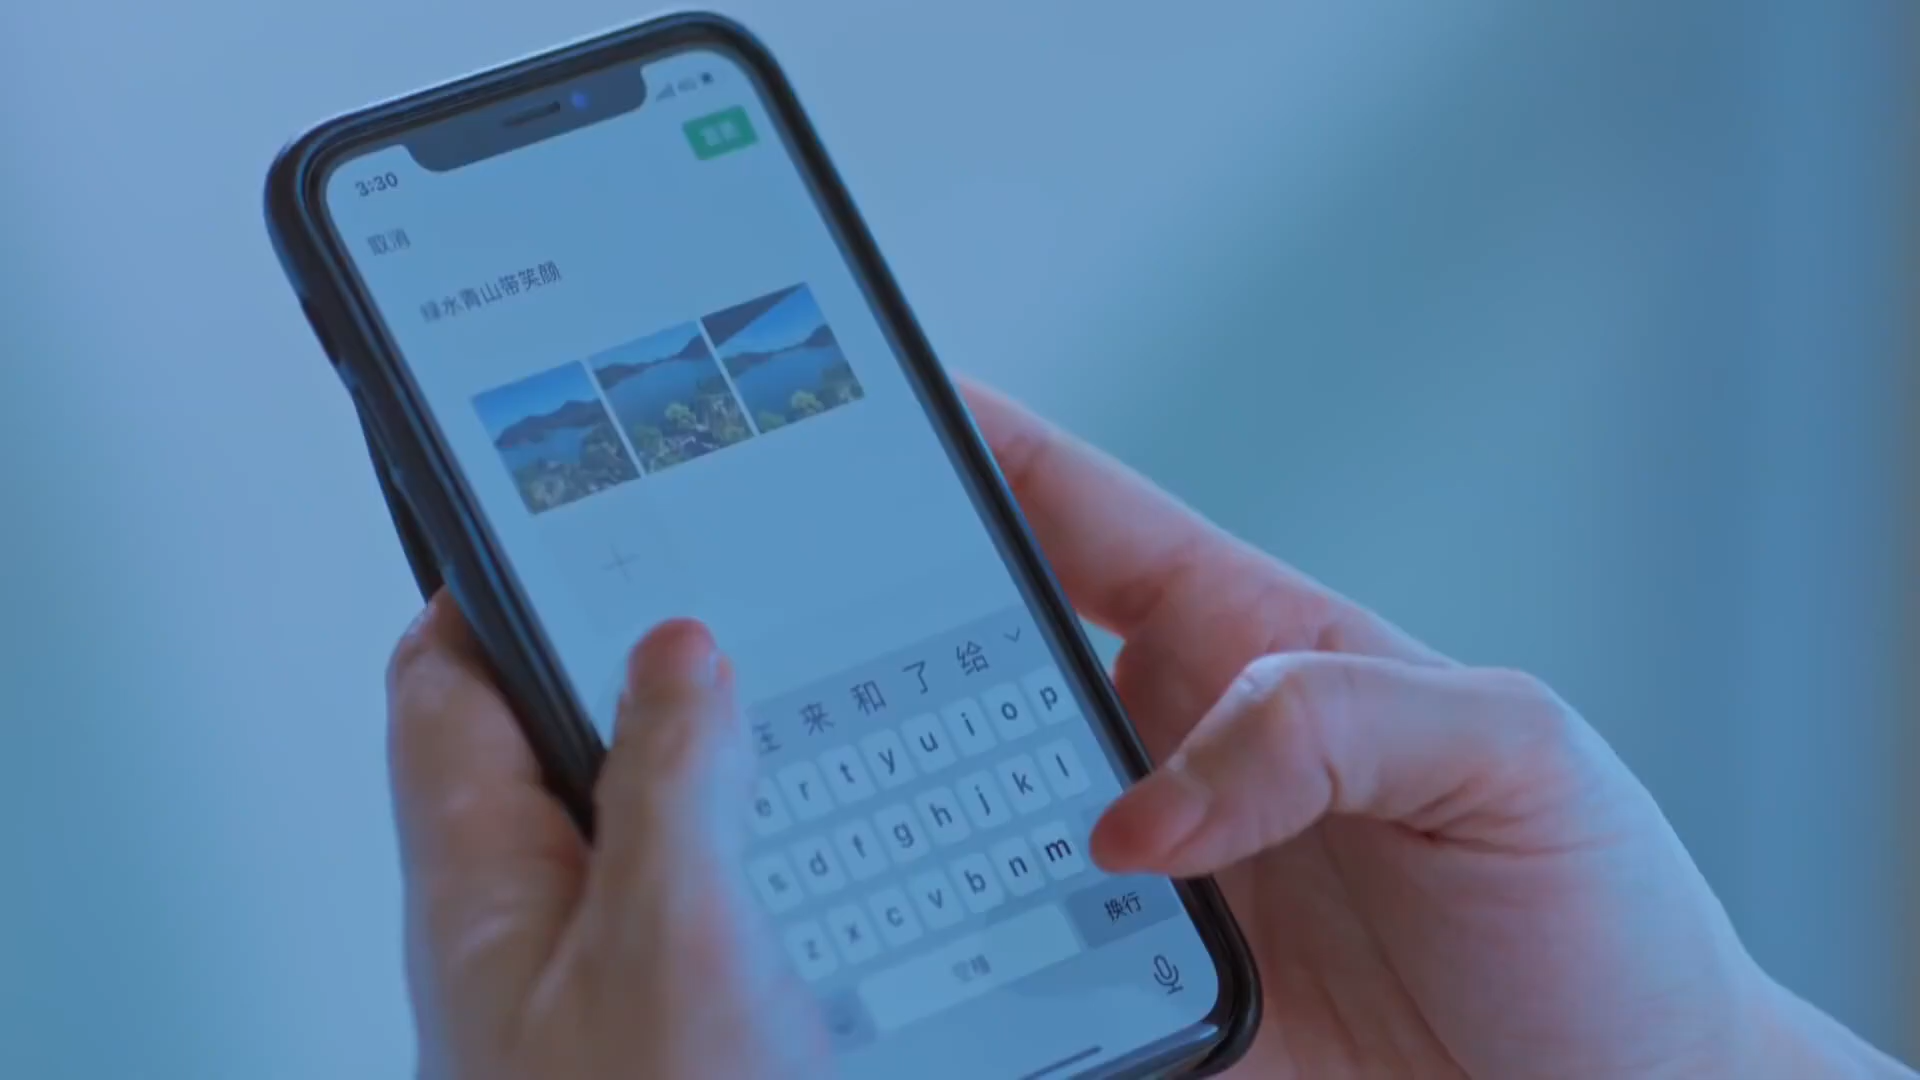 3:30
取消
绿水青山带笑颜
来 和 了 给
e r t y u i o p
s d f g h j k l
z x c v b n m
空格 换行